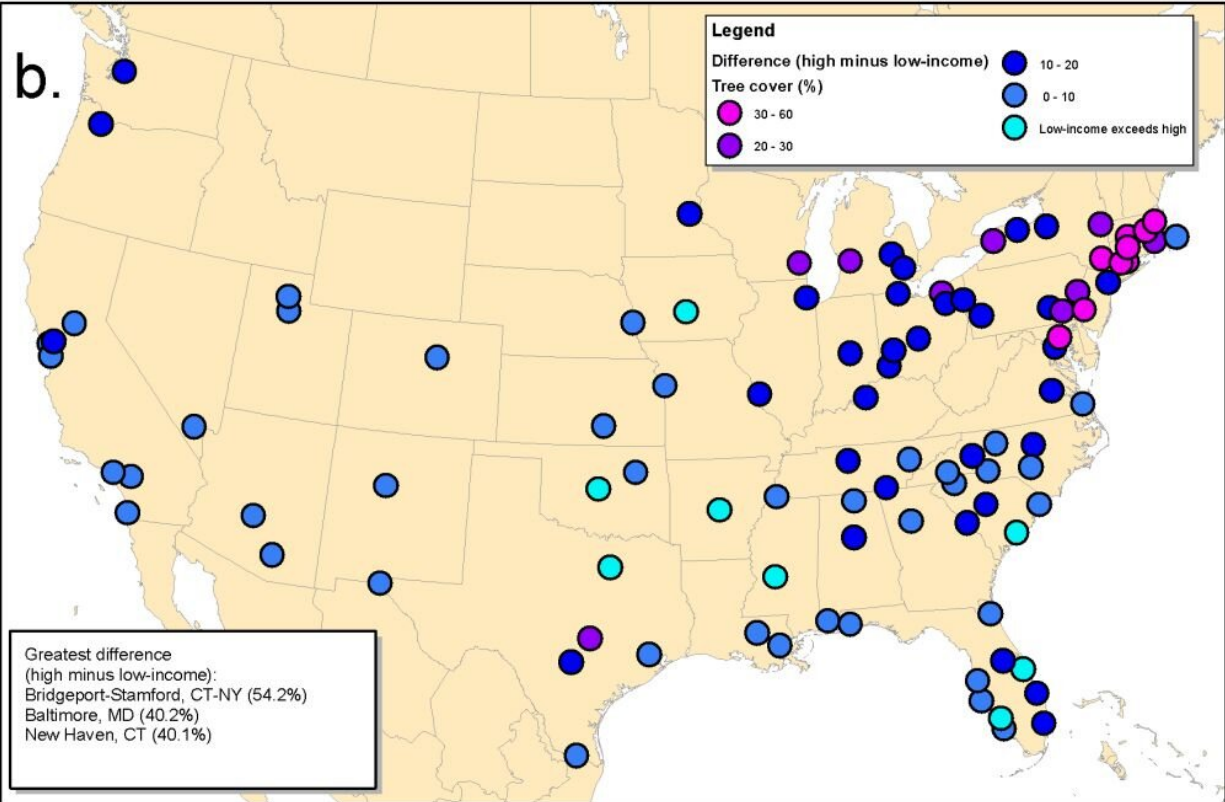 b.
Legend
Difference (high minus low-income)
Tree cover (%)
30 - 60
20 - 30
10 - 20
0 - 10
Low-income exceeds high
Greatest difference
(high minus low-income):
Bridgeport-Stamford, CT-NY (54.2%)
Baltimore, MD (40.2%)
New Haven, CT (40.1%)